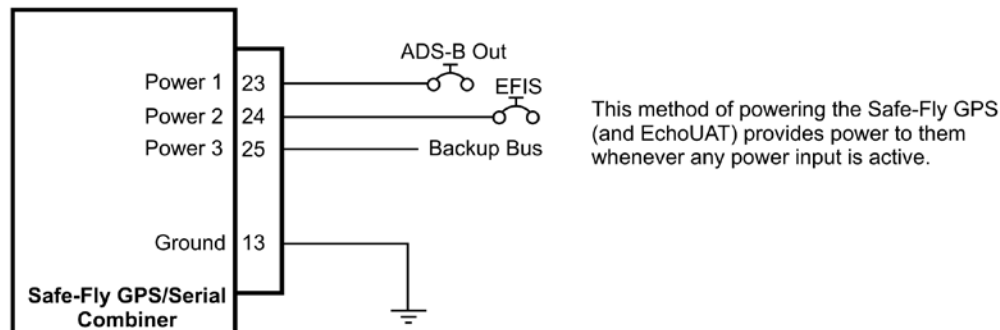 ADS-B Out
Power 1 23
EFIS
Power 2 24
Power 3 25 Backup Bus
Ground 13
Safe-Fly GPS/Serial
Combiner
This method of powering the Safe-Fly GPS
(and EchoUAT) provides power to them
whenever any power input is active.